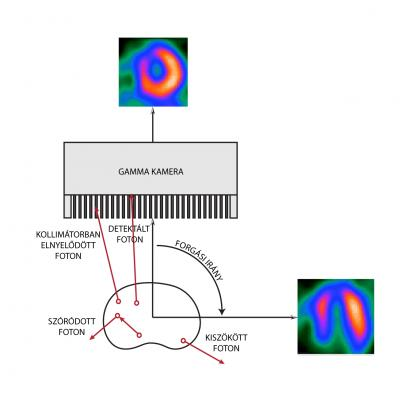 GAMMA KAMERA
KOLLIMÁTORBAN
ELNYELŐDÖTT
FOTON
DETEKTÁLT
FOTON
FORGÁSI IRÁNY
SZÓRÓDOTT
FOTON
KISZÖKÖTT
FOTON